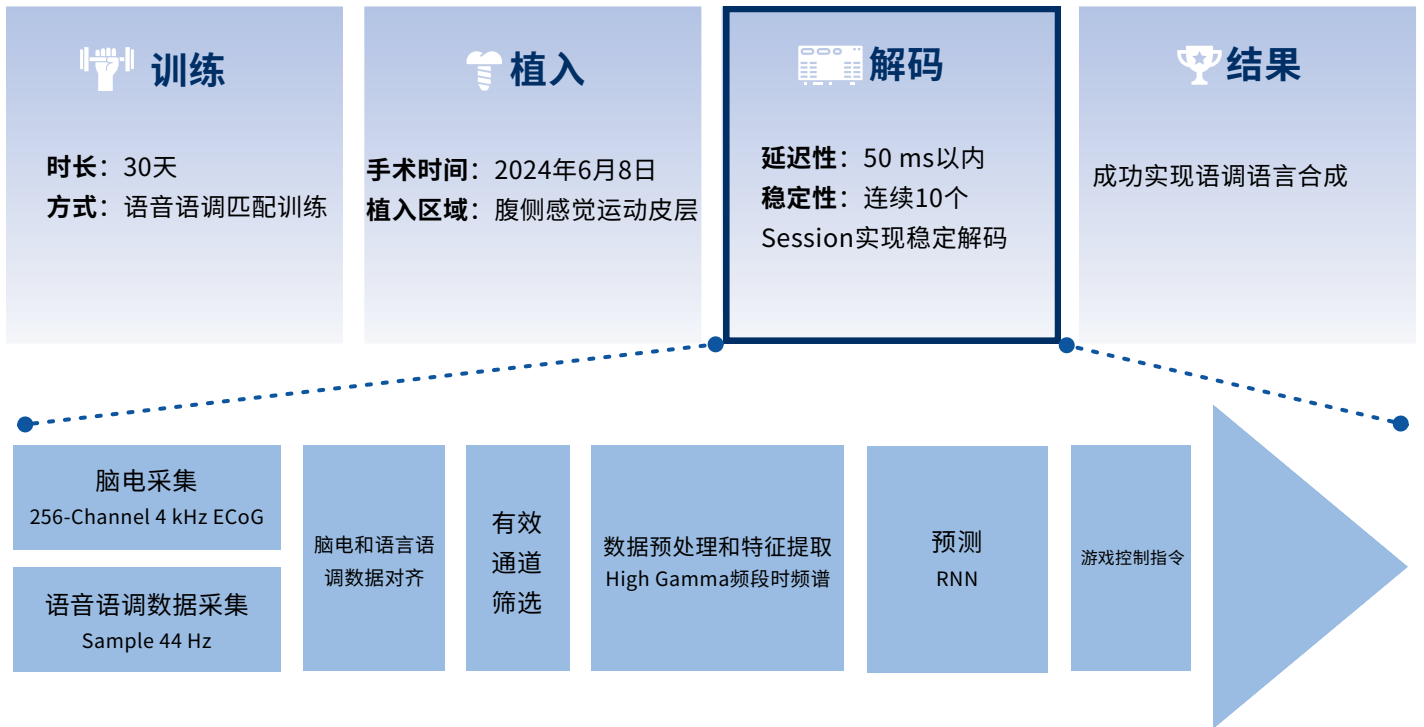 训练
时长：30天
方式：语音语调匹配训练
植入
手术时间：2024年6月8日
植入区域：腹侧感觉运动皮层
解码
延迟性：50 ms以内
稳定性：连续10个
Session实现稳定解码
结果
成功实现语调语言合成
脑电采集
256-Channel 4 kHz ECoG
语音语调数据采集
Sample 44 Hz
脑电和语言语
调数据对齐
有效
通道
筛选
数据预处理和特征提取
High Gamma频段时频谱
预测
RNN
游戏控制指令